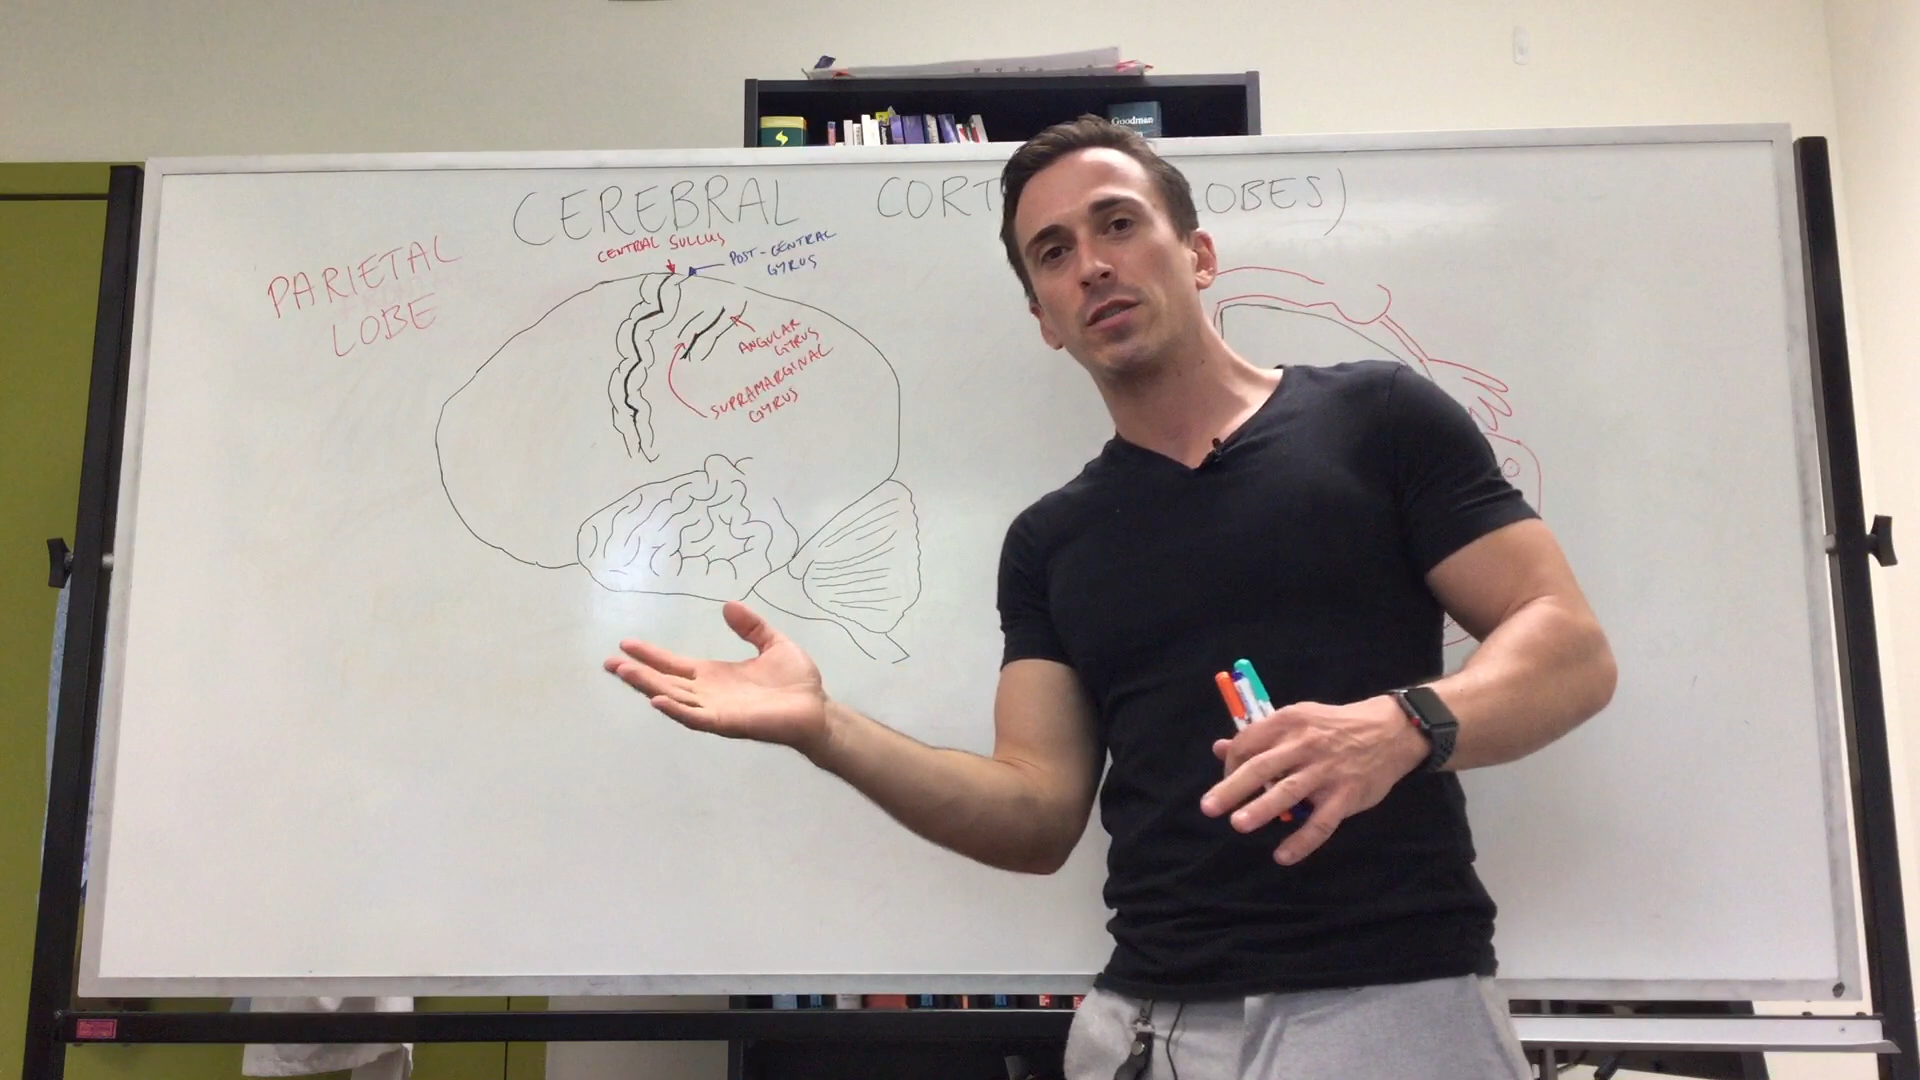 Goodman
CEREBRAL CORT OBES)
PARIETAL
LOBE
CENTRAL SULCUS
POST-CENTRAL
GYRUS
ANGULAR
GYRUS
SUPRAMARGINAL
GYRUS